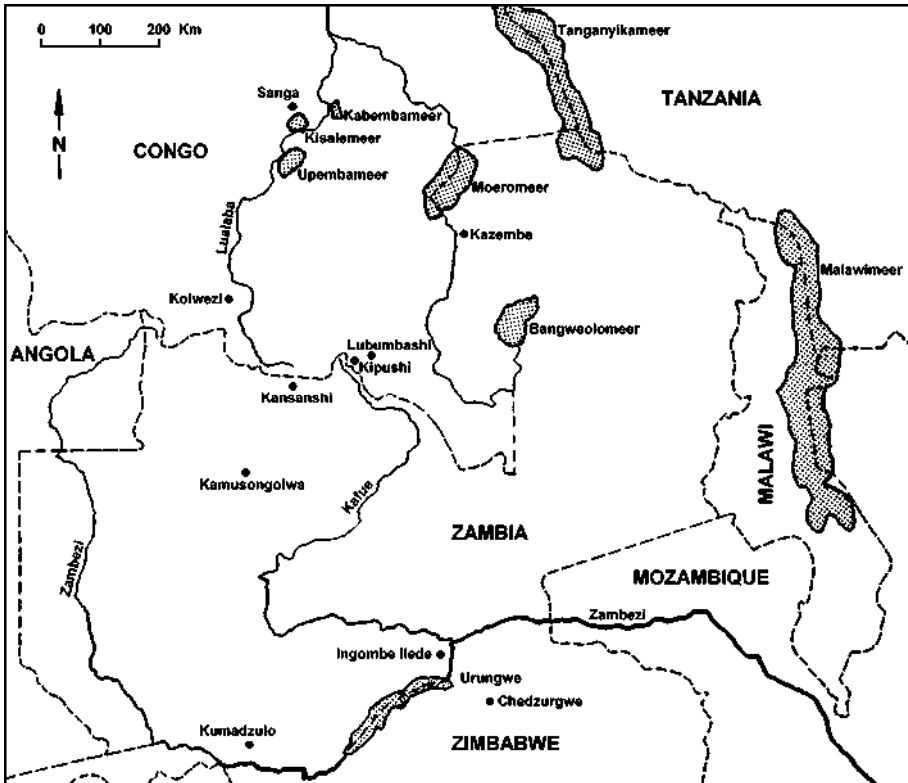 0 100 200 Km
N
Tanganyikameer
TANZANIA
Sanga
Kabembameer
Kisalemeer
CONGO
Upembameer
Moeromeer
Lualaba
Kazembe
Malawimeer
Kolwezi
Bangweolomeer
ANGOLA
Lubumbashi
Kipushi
Kansanshi
MALAWI
Kamusongolwa
Kafue
ZAMBIA
Zambezi
MOZAMBIQUE
Zambezi
Ingombe Ilede
Urungwe
Chedzurgwe
Kumadzulo
ZIMBABWE